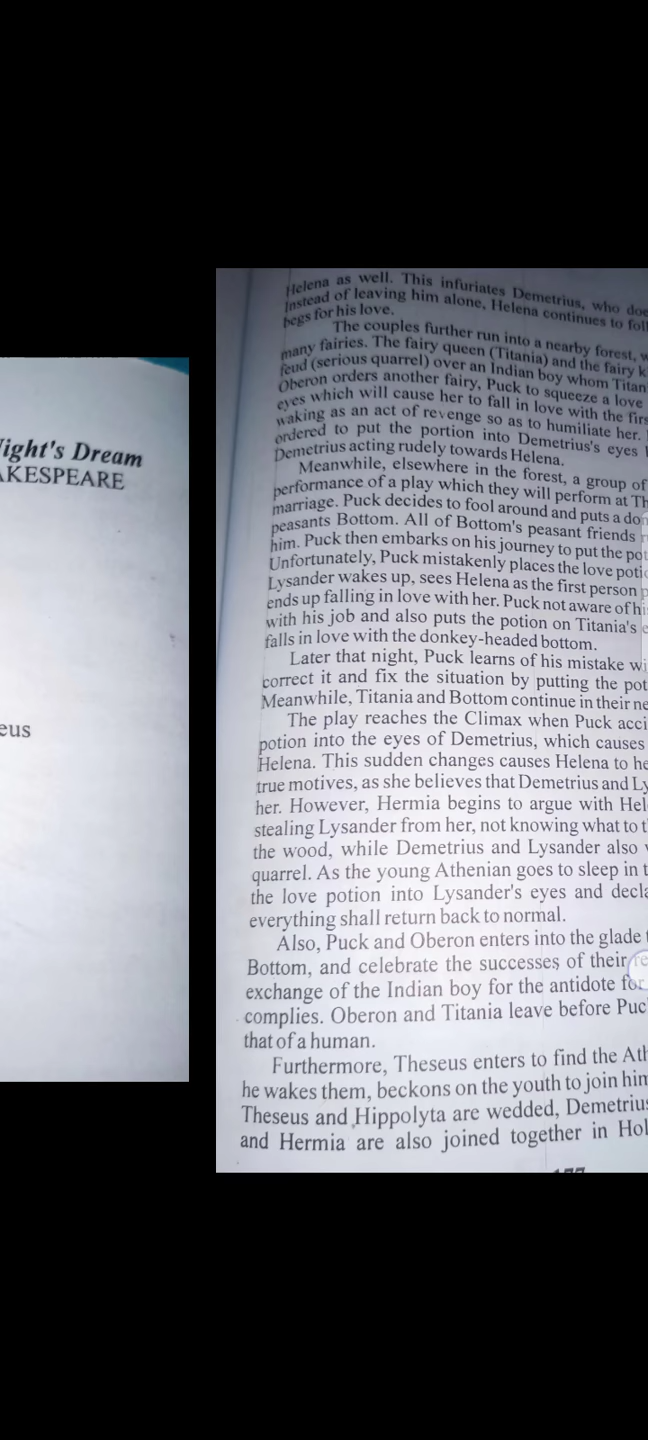 ight's Dream
AKESPEARE
eus
Helena as well. This infuriates Demetrius, who doe
Instead of leaving him alone, Helena continues to foll
begs for his love.
The couples further run into a nearby forest, w
many fairies. The fairy queen (Titania) and the fairy k
feud (serious quarrel) over an Indian boy whom Titan
Oberon orders another fairy, Puck to squeeze a love
eyes which will cause her to fall in love with the firs
waking as an act of revenge so as to humiliate her.
ordered to put the portion into Demetrius's eyes
Demetrius acting rudely towards Helena.
Meanwhile, elsewhere in the forest, a group of
performance of a play which they will perform at Th
marriage. Puck decides to fool around and puts a don
peasants Bottom. All of Bottom's peasant friends
him. Puck then embarks on his journey to put the pot
Unfortunately, Puck mistakenly places the love potic
Lysander wakes up, sees Helena as the first person p
ends up falling in love with her. Puck not aware of hi
with his job and also puts the potion on Titania's e
falls in love with the donkey-headed bottom.
Later that night, Puck learns of his mistake wi
correct it and fix the situation by putting the pot
Meanwhile, Titania and Bottom continue in their ne
The play reaches the Climax when Puck acci
potion into the eyes of Demetrius, which causes
Helena. This sudden changes causes Helena to he
true motives, as she believes that Demetrius and Ly
her. However, Hermia begins to argue with Hel
stealing Lysander from her, not knowing what to t
the wood, while Demetrius and Lysander also
quarrel. As the young Athenian goes to sleep in t
the love potion into Lysander's eyes and decla
everything shall return back to normal.
Also, Puck and Oberon enters into the glade t
Bottom, and celebrate the successes of their re
exchange of the Indian boy for the antidote for
complies. Oberon and Titania leave before Puc
that of a human.
Furthermore, Theseus enters to find the Ath
he wakes them, beckons on the youth to join him
Theseus and Hippolyta are wedded, Demetrius
and Hermia are also joined together in Hol